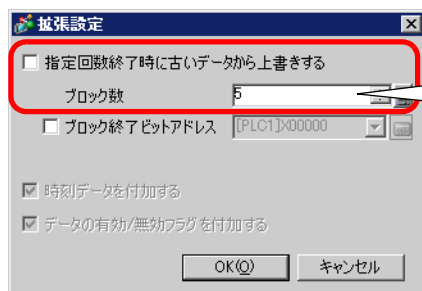 拡張設定
指定回数終了時に古いデータから上書きする
ブロック数 5
ブロック終了ビットアドレス [PLC1]X00000
時刻データを付加する
データの有効/無効フラグを付加する
OK(O) キャンセル